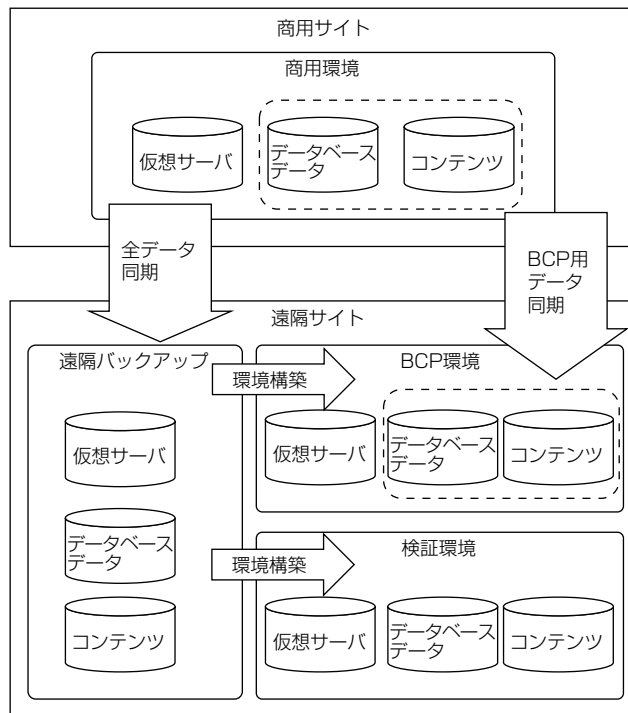 商用サイト
商用環境
仮想サーバ
データベース
データ
コンテンツ
全データ
同期
BCP用
データ
同期
遠隔サイト
遠隔バックアップ
仮想サーバ
データベース
データ
コンテンツ
環境構築
BCP環境
仮想サーバ
データベース
データ
コンテンツ
環境構築
検証環境
仮想サーバ
データベース
データ
コンテンツ